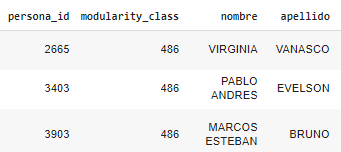 persona_id modularity_class nombre apellido
2665 486 VIRGINIA VANASCO
3403 486 PABLO ANDRES EVELSON
3903 486 MARCOS ESTEBAN BRUNO